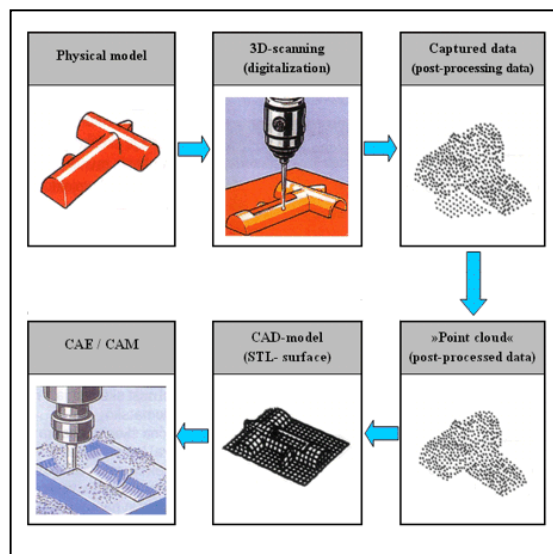 Physical model
3D-scanning
(digitalization)
Captured data
(post-processing data)
»Point cloud«
(post-processed data)
CAD-model
(STL- surface)
CAE / CAM